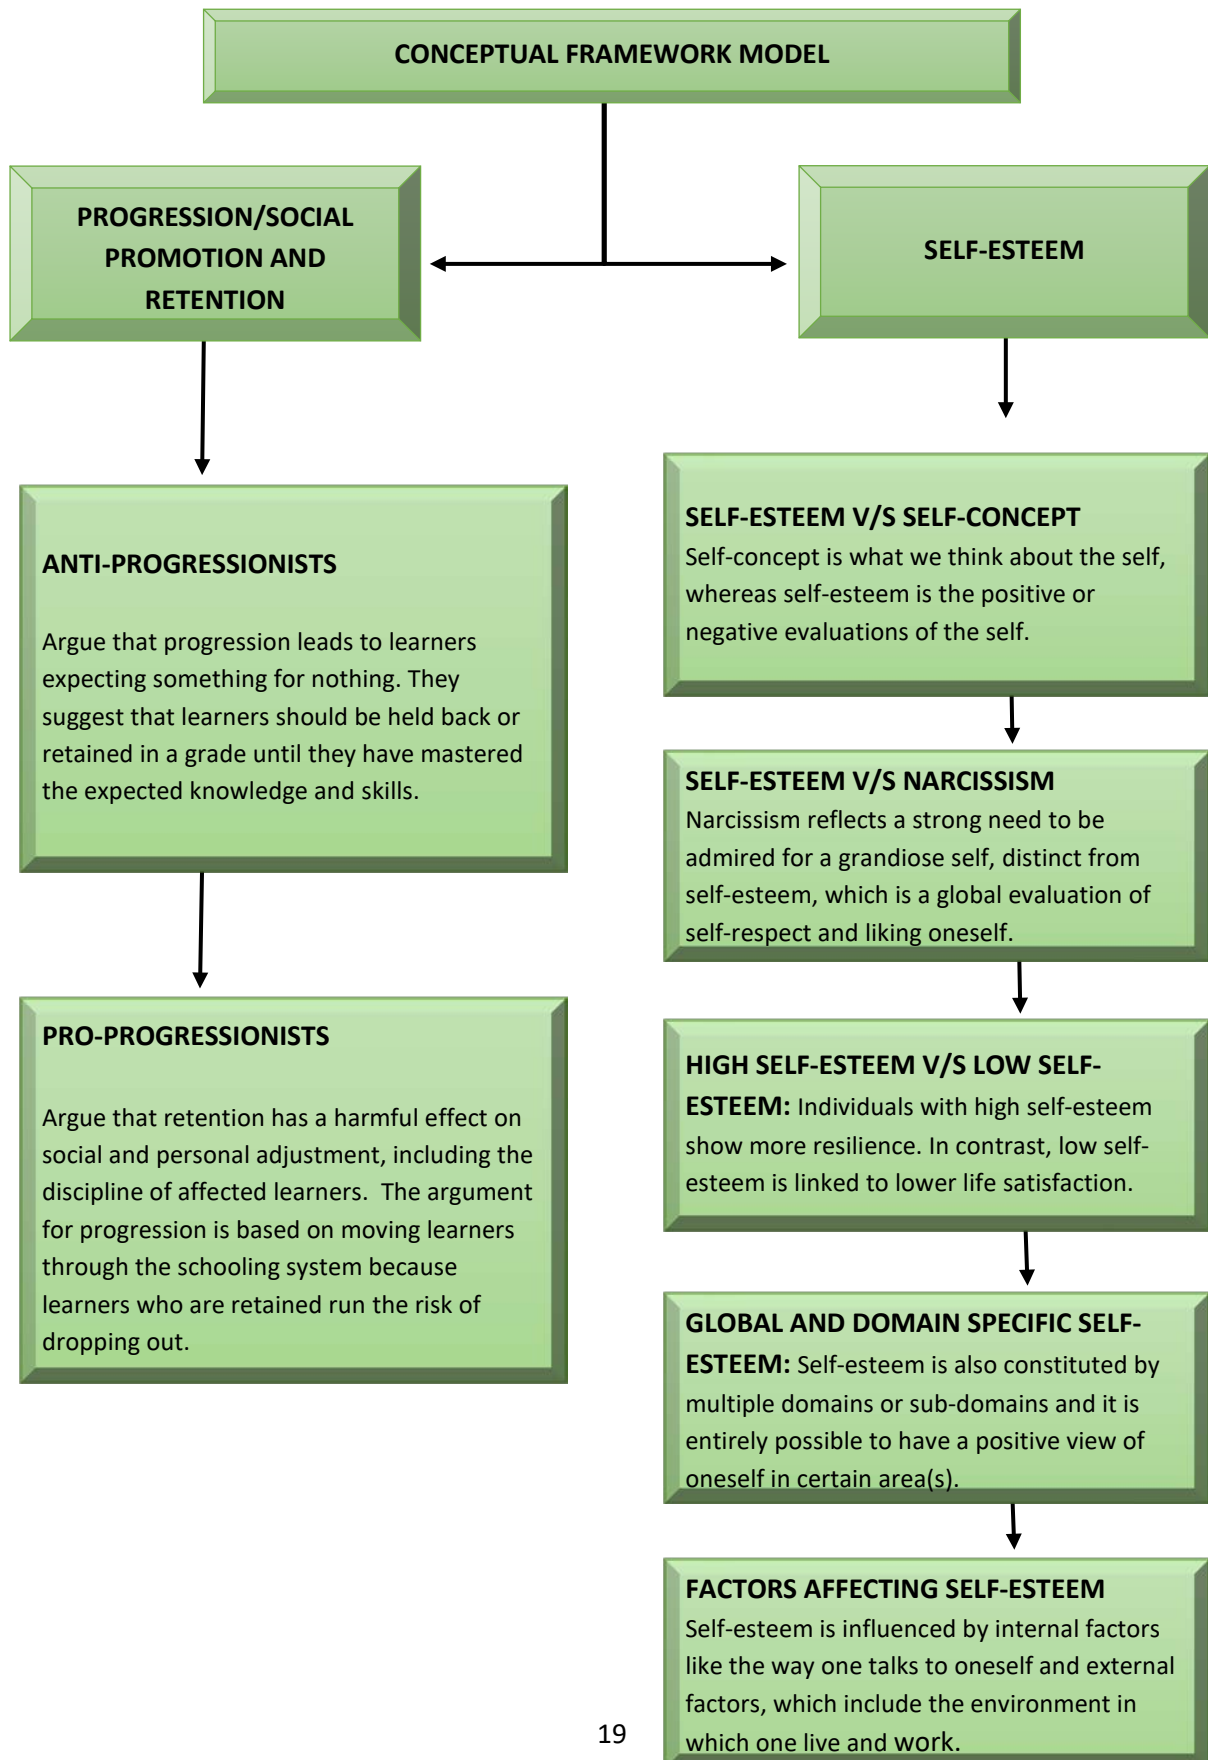 CONCEPTUAL FRAMEWORK MODEL
PROGRESSION/SOCIAL
PROMOTION AND
RETENTION
SELF-ESTEEM
ANTI-PROGRESSIONISTS
Argue that progression leads to learners
expecting something for nothing. They
suggest that learners should be held back or
retained in a grade until they have mastered
the expected knowledge and skills.
PRO-PROGRESSIONISTS
Argue that retention has a harmful effect on
social and personal adjustment, including the
discipline of affected learners.  The argument
for progression is based on moving learners
through the schooling system because
learners who are retained run the risk of
dropping out.
SELF-ESTEEM V/S SELF-CONCEPT
Self-concept is what we think about the self,
whereas self-esteem is the positive or
negative evaluations of the self.
SELF-ESTEEM V/S NARCISSISM
Narcissism reflects a strong need to be
admired for a grandiose self, distinct from
self-esteem, which is a global evaluation of
self-respect and liking oneself.
HIGH SELF-ESTEEM V/S LOW SELF-
ESTEEM: Individuals with high self-esteem
show more resilience. In contrast, low self-
esteem is linked to lower life satisfaction.
GLOBAL AND DOMAIN SPECIFIC SELF-
ESTEEM: Self-esteem is also constituted by
multiple domains or sub-domains and it is
entirely possible to have a positive view of
oneself in certain area(s).
FACTORS AFFECTING SELF-ESTEEM
Self-esteem is influenced by internal factors
like the way one talks to oneself and external
factors, which include the environment in
which one live and work.
19